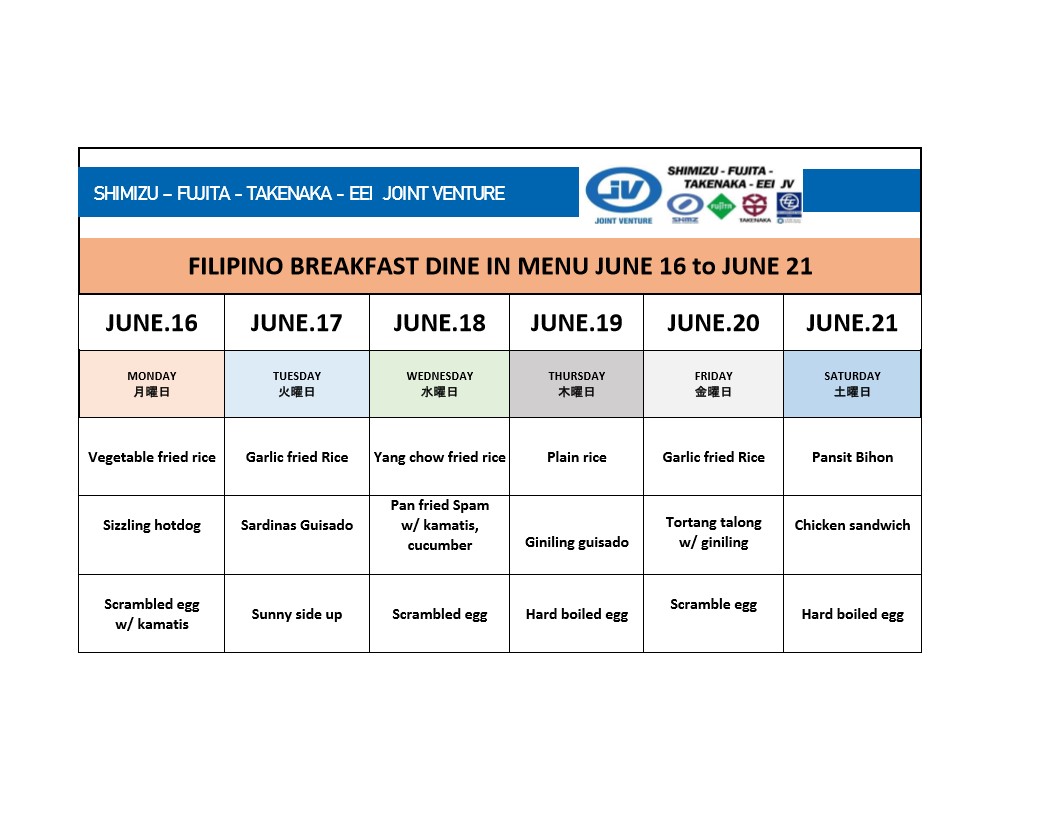 SHIMIZU – FUJITA - TAKENAKA - EEI JOINT VENTURE
JV
JOINT VENTURE
SHIMIZU - FUJITA -
TAKENAKA - EEI JV
SHIMZ
FUJITA
TAKENAKA
FILIPINO BREAKFAST DINE IN MENU JUNE 16 to JUNE 21
JUNE.16 JUNE.17 JUNE.18 JUNE.19 JUNE.20 JUNE.21
MONDAY TUESDAY WEDNESDAY THURSDAY FRIDAY SATURDAY
月曜日 火曜日 水曜日 木曜日 金曜日 土曜日
Vegetable fried rice Garlic fried Rice Yang chow fried rice Plain rice Garlic fried Rice Pansit Bihon
Sizzling hotdog
Sardinas Guisado
Pan fried Spam
w/ kamatis,
cucumber
Giniling guisado
Tortang talong
w/ giniling
Chicken sandwich
Scrambled egg
w/ kamatis
Sunny side up
Scrambled egg
Hard boiled egg
Scramble egg
Hard boiled egg